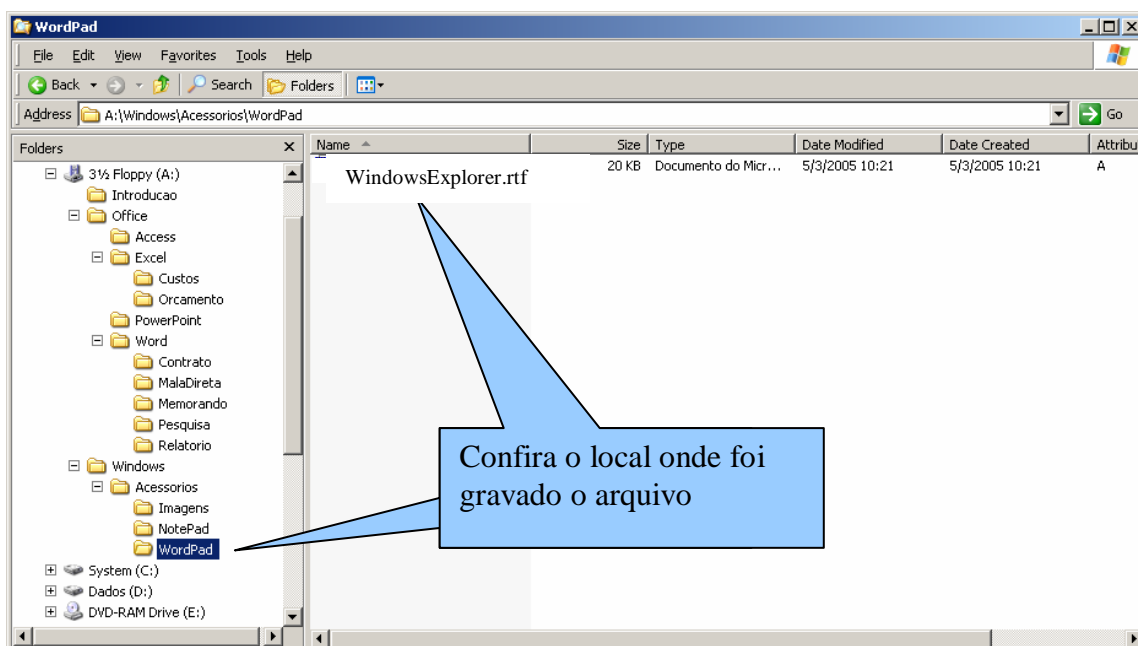 WordPad
File Edit View Favorites Tools Help
Back Search Folders
Address A:\Windows\Acessorios\WordPad Go
Folders
Name Size Type Date Modified Date Created Attribu
WindowsExplorer.rtf 20 KB Documento do Micr... 5/3/2005 10:21 5/3/2005 10:21 A
3½ Floppy (A:)
Introducao
Office
Access
Excel
Custos
Orcamento
PowerPoint
Word
Contrato
MalaDireta
Memorando
Pesquisa
Relatorio
Windows
Acessorios
Imagens
NotePad
WordPad
System (C:)
Dados (D:)
DVD-RAM Drive (E:)
Confira o local onde foi
gravado o arquivo